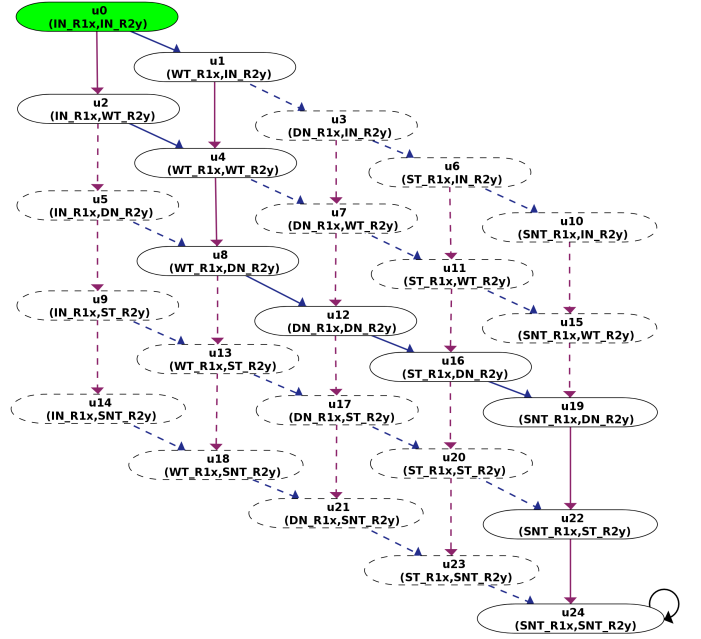 u0
(IN_R1x,IN_R2y)
u1
(WT_R1x,IN_R2y)
u2
(IN_R1x,WT_R2y)
u3
(DN_R1x,IN_R2y)
u4
(WT_R1x,WT_R2y)
u6
(ST_R1x,IN_R2y)
u5
(IN_R1x,DN_R2y)
u7
(DN_R1x,WT_R2y)
u10
(SNT_R1x,IN_R2y)
u8
(WT_R1x,DN_R2y)
u11
(ST_R1x,WT_R2y)
u9
(IN_R1x,ST_R2y)
u12
(DN_R1x,DN_R2y)
u15
(SNT_R1x,WT_R2y)
u13
(WT_R1x,ST_R2y)
u16
(ST_R1x,DN_R2y)
u14
(IN_R1x,SNT_R2y)
u17
(DN_R1x,ST_R2y)
u19
(SNT_R1x,DN_R2y)
u18
(WT_R1x,SNT_R2y)
u20
(ST_R1x,ST_R2y)
u21
(DN_R1x,SNT_R2y)
u22
(SNT_R1x,ST_R2y)
u23
(ST_R1x,SNT_R2y)
u24
(SNT_R1x,SNT_R2y)